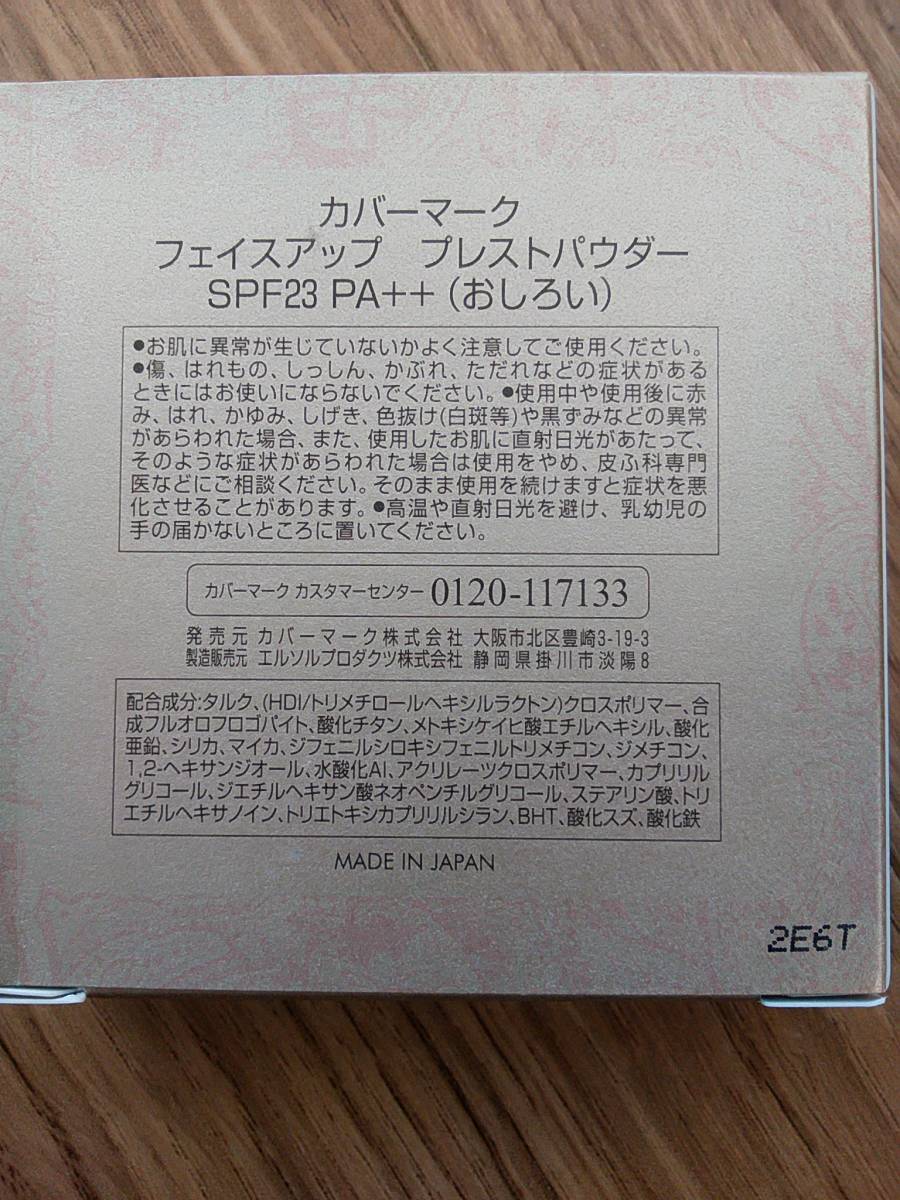 カバーマーク
フェイスアップ　プレストパウダー
SPF23 PA++（おしろい）
●お肌に異常が生じていないかよく注意してご使用ください。
●傷、はれもの、しっしん、かぶれ、ただれなどの症状がある
ときにはお使いにならないでください。●使用中や使用後に赤
み、はれ、かゆみ、しげき、色抜け(白斑等)や黒ずみなどの異常
があらわれた場合、また、使用したお肌に直射日光があたって、
そのような症状があらわれた場合は使用をやめ、皮ふ科専門
医などにご相談ください。そのまま使用を続けますと症状を悪
化させることがあります。●高温や直射日光を避け、乳幼児の
手の届かないところに置いてください。
カバーマーク カスタマーセンター 0120-117133
発売元 カバーマーク株式会社 大阪市北区豊崎3-19-3
製造販売元 エルソルプロダクツ株式会社 静岡県掛川市淡陽8
配合成分:タルク、(HDI/トリメチロールヘキシルラクトン)クロスポリマー、合
成フルオロフロゴパイト、酸化チタン、メトキシケイヒ酸エチルヘキシル、酸化
亜鉛、シリカ、マイカ、ジフェニルシロキシフェニルトリメチコン、ジメチコン、
1,2-ヘキサンジオール、水酸化Al、アクリレーツクロスポリマー、カプリリル
グリコール、ジエチルヘキサン酸ネオペンチルグリコール、ステアリン酸、トリ
エチルヘキサノイン、トリエトキシカプリリルシラン、BHT、酸化スズ、酸化鉄
MADE IN JAPAN
2E6T